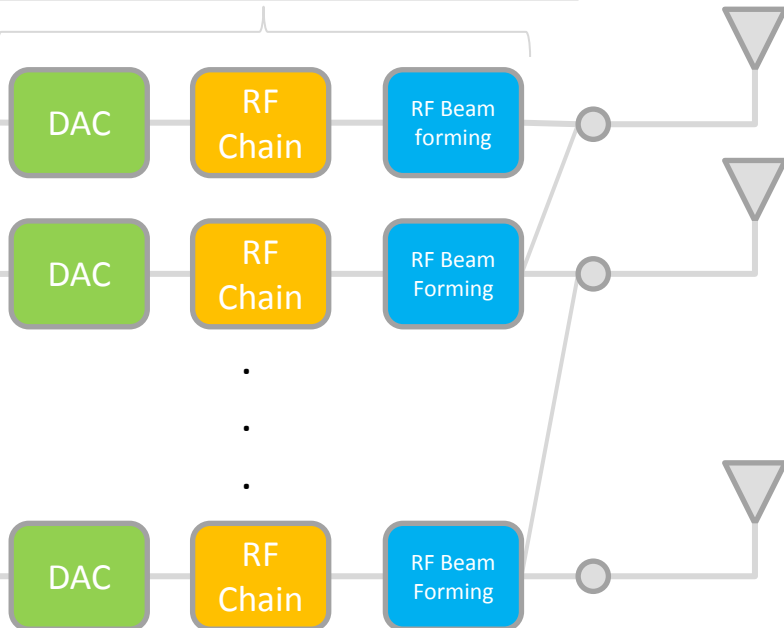 DAC
RF
Chain
RF Beam
forming
DAC
RF
Chain
RF Beam
Forming
.
.
.
DAC
RF
Chain
RF Beam
Forming